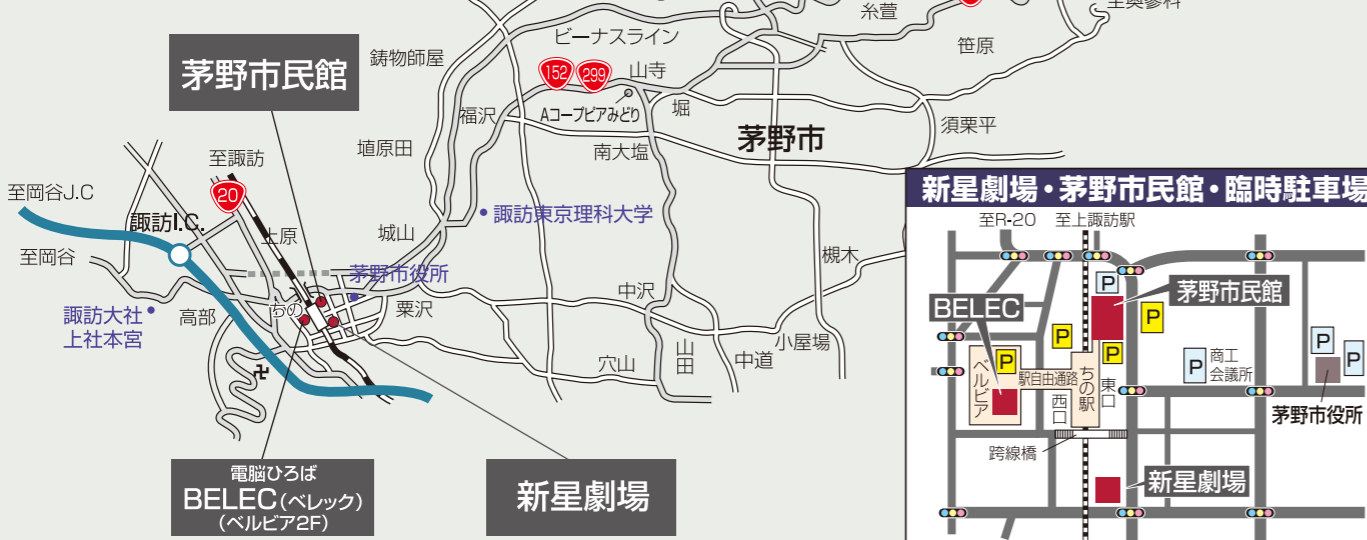 糸萱
至奥蓼科
笹原
ビーナスライン
鋳物師屋
茅野市民館
152
299
山寺
Aコープピアみどり
堀
福沢
茅野市
須栗平
埴原田
南大塩
至諏訪
20
至岡谷J.C
諏訪I.C.
上原
城山
諏訪東京理科大学
至岡谷
茅野市役所
槻木
中沢
諏訪大社
上社本宮
高部
ちの
粟沢
小屋場
穴山
山田
中道
卍
電脳ひろば
BELEC(ベレック)
(ベルビア2F)
新星劇場
新星劇場・茅野市民館・臨時駐車場
至R-20
至上諏訪駅
P
茅野市民館
BELEC
P
P
P
P
P
商工
会議所
P
P
ベルビア
駅自由通路
ちの駅
東口
西口
茅野市役所
跨線橋
新星劇場